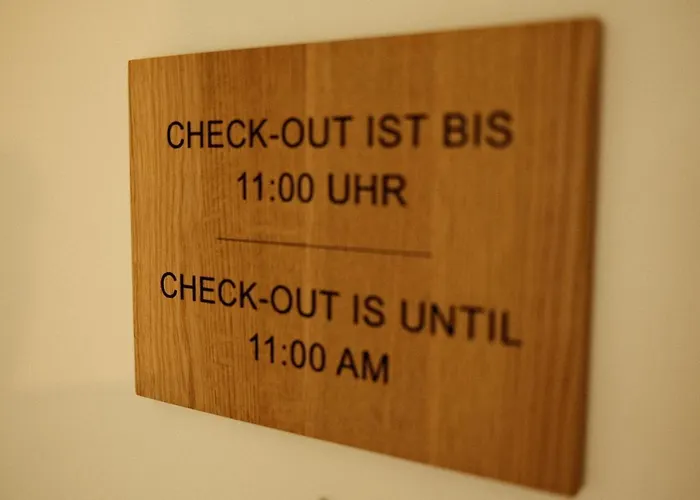 CHECK-OUT IST BIS
11:00 UHR
CHECK-OUT IS UNTIL
11:00 AM